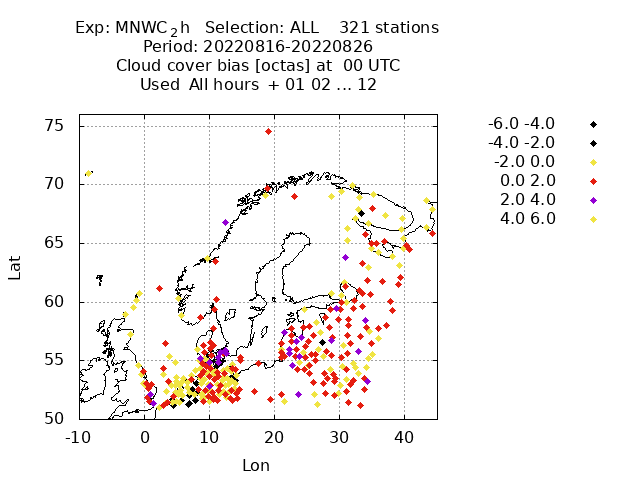 Exp: MNWC_2h   Selection: ALL    321 stations
Period: 20220816-20220826
Cloud cover bias [octas] at  00 UTC
Used  All hours  + 01 02 ... 12
-6.0 -4.0
-4.0 -2.0
-2.0 0.0
0.0 2.0
2.0 4.0
4.0 6.0
75
70
65
60
55
50
Lat
-10 0 10 20 30 40
Lon